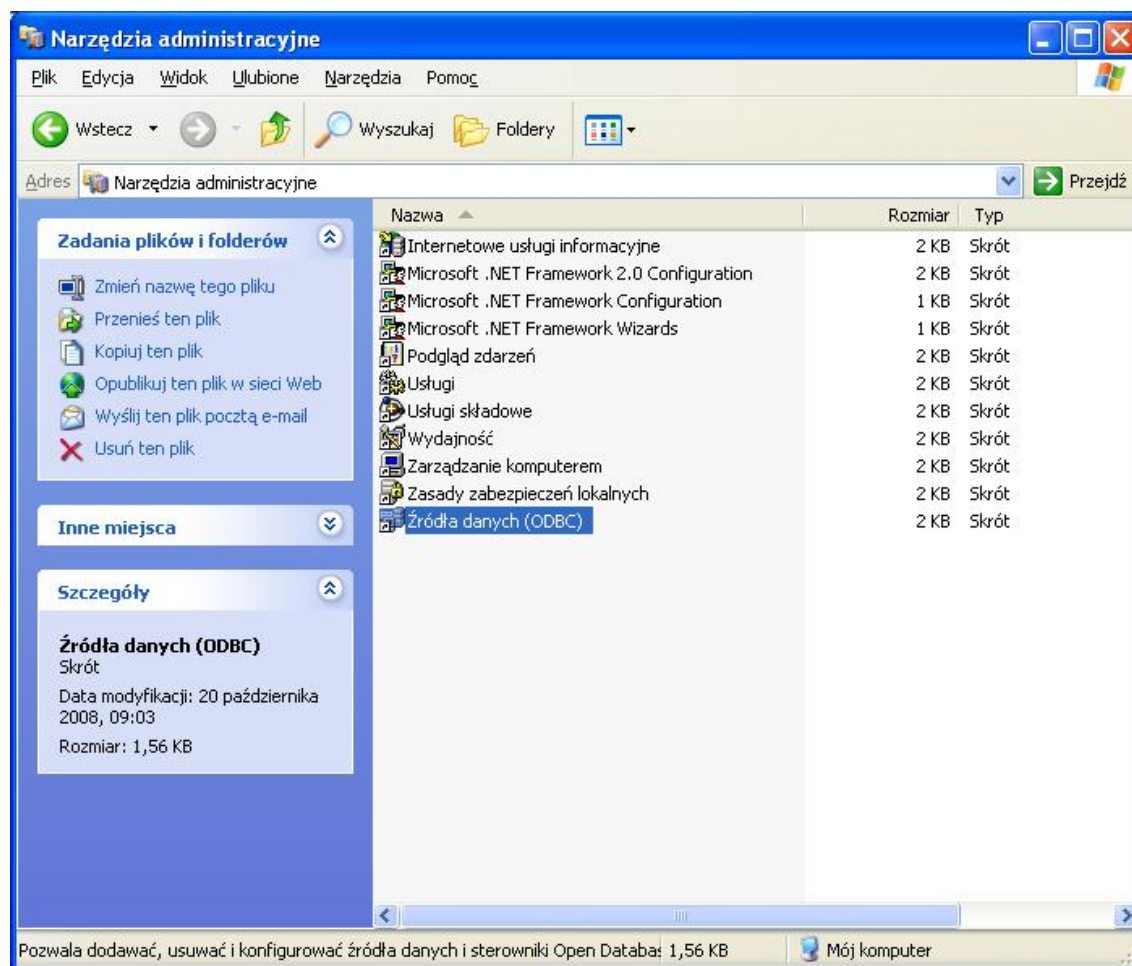 Narzędzia administracyjne
Plik Edycja Widok Ulubione Narzędzia Pomoc
Wstecz Wyszukaj Foldery
Adres Narzędzia administracyjne Przejdź
Zadania plików i folderów
Zmień nazwę tego pliku
Przenieś ten plik
Kopiuj ten plik
Opublikuj ten plik w sieci Web
Wyślij ten plik pocztą e-mail
Usuń ten plik
Inne miejsca
Szczegóły
Źródła danych (ODBC)
Skrót
Data modyfikacji: 20 października
2008, 09:03
Rozmiar: 1,56 KB
Nazwa Rozmiar Typ
Internetowe usługi informacyjne 2 KB Skrót
Microsoft .NET Framework 2.0 Configuration 2 KB Skrót
Microsoft .NET Framework Configuration 1 KB Skrót
Microsoft .NET Framework Wizards 1 KB Skrót
Podgląd zdarzeń 2 KB Skrót
Usługi 2 KB Skrót
Usługi składowe 2 KB Skrót
Wydajność 2 KB Skrót
Zarządzanie komputerem 2 KB Skrót
Zasady zabezpieczeń lokalnych 2 KB Skrót
Źródła danych (ODBC) 2 KB Skrót
Pozwala dodawać, usuwać i konfigurować źródła danych i sterowniki Open Databas 1,56 KB Mój komputer